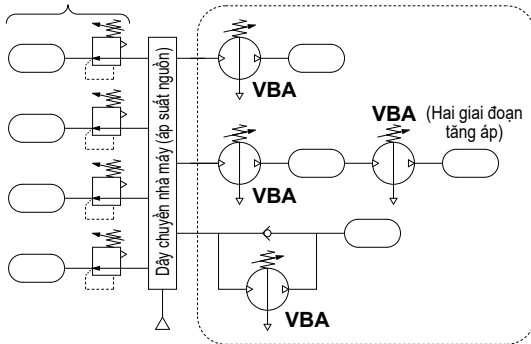 Dây chuyền nhà máy (áp suất nguồn)
VBA
VBA (Hai giai đoạn
tăng áp)
VBA
VBA